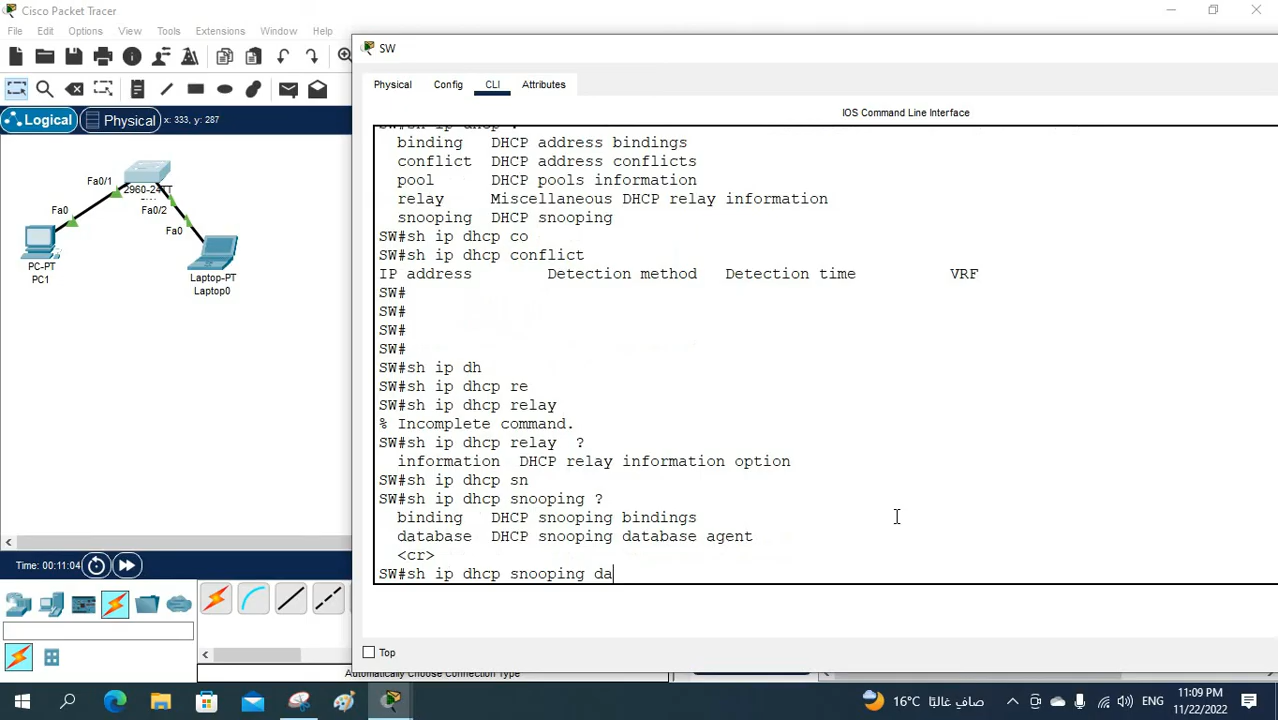 Cisco Packet Tracer
File Edit Options View Tools Extensions Window Help
SW
Physical Config CLI Attributes
Logical Physical x: 333, y: 287
IOS Command Line Interface
Fa0/1
2960-24TT
Fa0
Fa0/2
Fa0
PC-PT
PC1
Laptop-PT
Laptop0
binding DHCP address bindings
conflict DHCP address conflicts
pool DHCP pools information
relay Miscellaneous DHCP relay information
snooping DHCP snooping
SW#sh ip dhcp co
SW#sh ip dhcp conflict
IP address Detection method Detection time VRF
SW#
SW#
SW#
SW#
SW#sh ip dh
SW#sh ip dhcp re
SW#sh ip dhcp relay
% Incomplete command.
SW#sh ip dhcp relay ?
information DHCP relay information option
SW#sh ip dhcp sn
SW#sh ip dhcp snooping ?
binding DHCP snooping bindings
database DHCP snooping database agent
<cr>
SW#sh ip dhcp snooping da
Time: 00:11:04
Top
Automatically Choose Connection Type
16°C صافٍ غالبًا
ENG
11:09 PM
11/22/2022